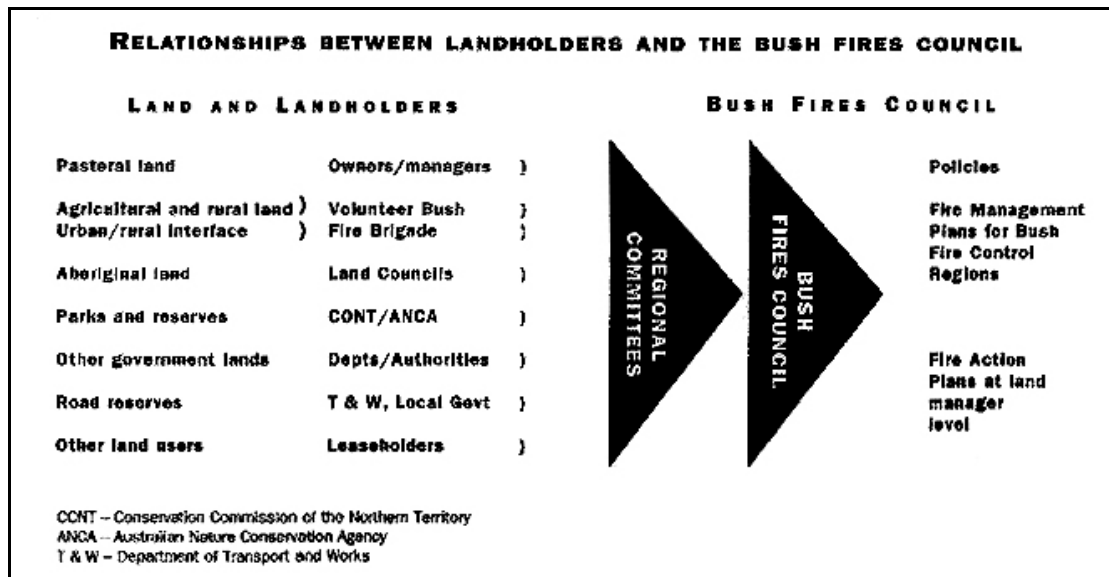 RELATIONSHIPS BETWEEN LANDHOLDERS AND THE BUSH FIRES COUNCIL
LAND AND LANDHOLDERS BUSH FIRES COUNCIL
Pastoral land Owners/managers } Policies
Agricultural and rural land ) Volunteer Bush } Fire Management
Urban/rural interface ) Fire Brigade } Plans for Bush
Fire Control
Aboriginal land Land Councils } Regions
Parks and reserves CCNT/ANCA }
Other government lands Depts/Authorities } Fire Action
Plans at land
Road reserves T & W, Local Govt } manager
level
Other land users Leaseholders }
REGIONAL
COMMITTEES
BUSH
FIRES COUNCIL
CCNT – Conservation Commission of the Northern Territory
ANCA – Australian Nature Conservation Agency
T & W – Department of Transport and Works